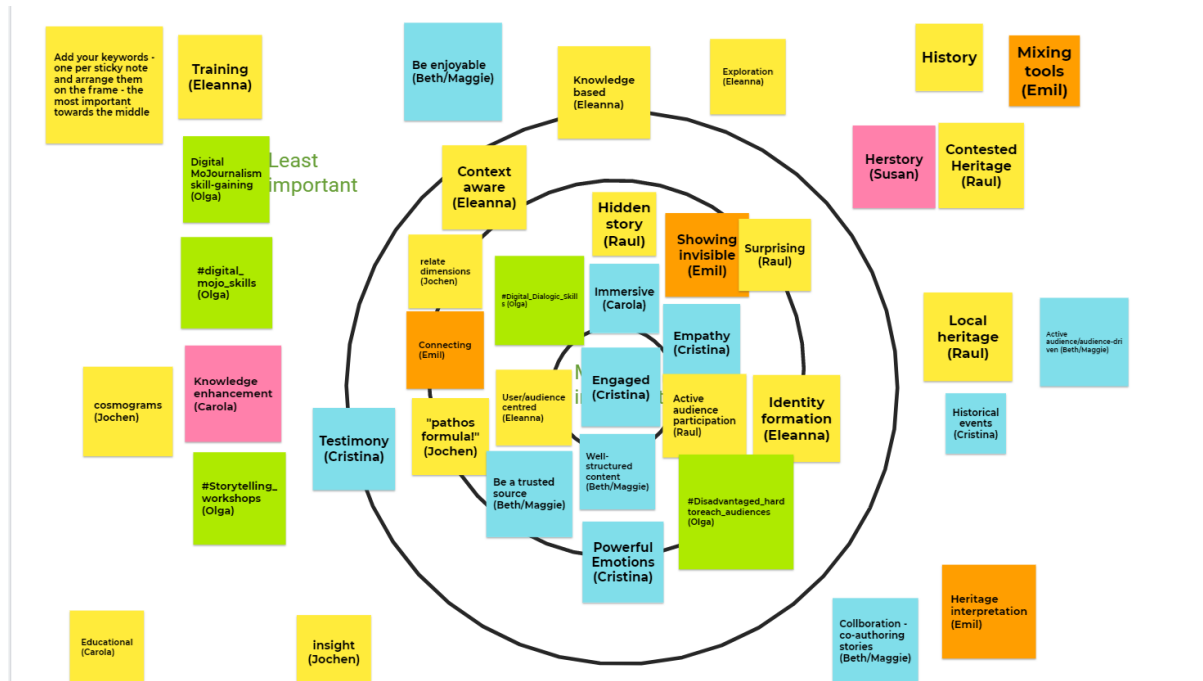 Add your keywords -
one per sticky note
and arrange them
on the frame - the
most important
towards the middle
Training
(Eleanna)
Be enjoyable
(Beth/Maggie)
Knowledge
based
(Eleanna)
Exploration
(Eleanna)
History
Mixing
tools
(Emil)
Digital
MoJournalism
skill-gaining
(Olga)
Least
important
Context
aware
(Eleanna)
Herstory
(Susan)
Contested
Heritage
(Raul)
Hidden
story
(Raul)
Showing
invisible
(Emil)
Surprising
(Raul)
#digital_
mojo_skills
(Olga)
relate
dimensions
(Jochen)
#Digital_Dialogic_Skill
s (Olga)
Immersive
(Carola)
Empathy
(Cristina)
Connecting
(Emil)
Local
heritage
(Raul)
Active
audience/audience-dri
ven (Beth/Maggie)
cosmograms
(Jochen)
Knowledge
enhancement
(Carola)
User/audience
centred
(Eleanna)
Engaged
(Cristina)
Active
audience
participation
(Raul)
Identity
formation
(Eleanna)
Historical
events
(Cristina)
Testimony
(Cristina)
"pathos
formula!"
(Jochen)
#Storytelling_
workshops
(Olga)
Be a trusted
source
(Beth/Maggie)
Well-
structured
content
(Beth/Maggie)
#Disadvantaged_hard
toreach_audiences
(Olga)
Powerful
Emotions
(Cristina)
Heritage
interpretation
(Emil)
Collboration -
co-authoring
stories
(Beth/Maggie)
Educational
(Carola)
insight
(Jochen)